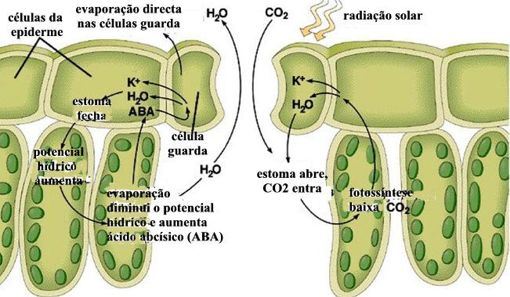 células da
epiderme
evaporação directa
nas células guarda
H₂O
CO₂
radiação solar
K⁺
H₂O
ABA
estoma
fecha
célula
guarda
potencial
hídrico
aumenta
H₂O
evaporação
diminui o potencial
hídrico e aumenta
ácido abcísico (ABA)
K⁺
H₂O
estoma abre,
CO2 entra
fotossíntese
baixa CO₂